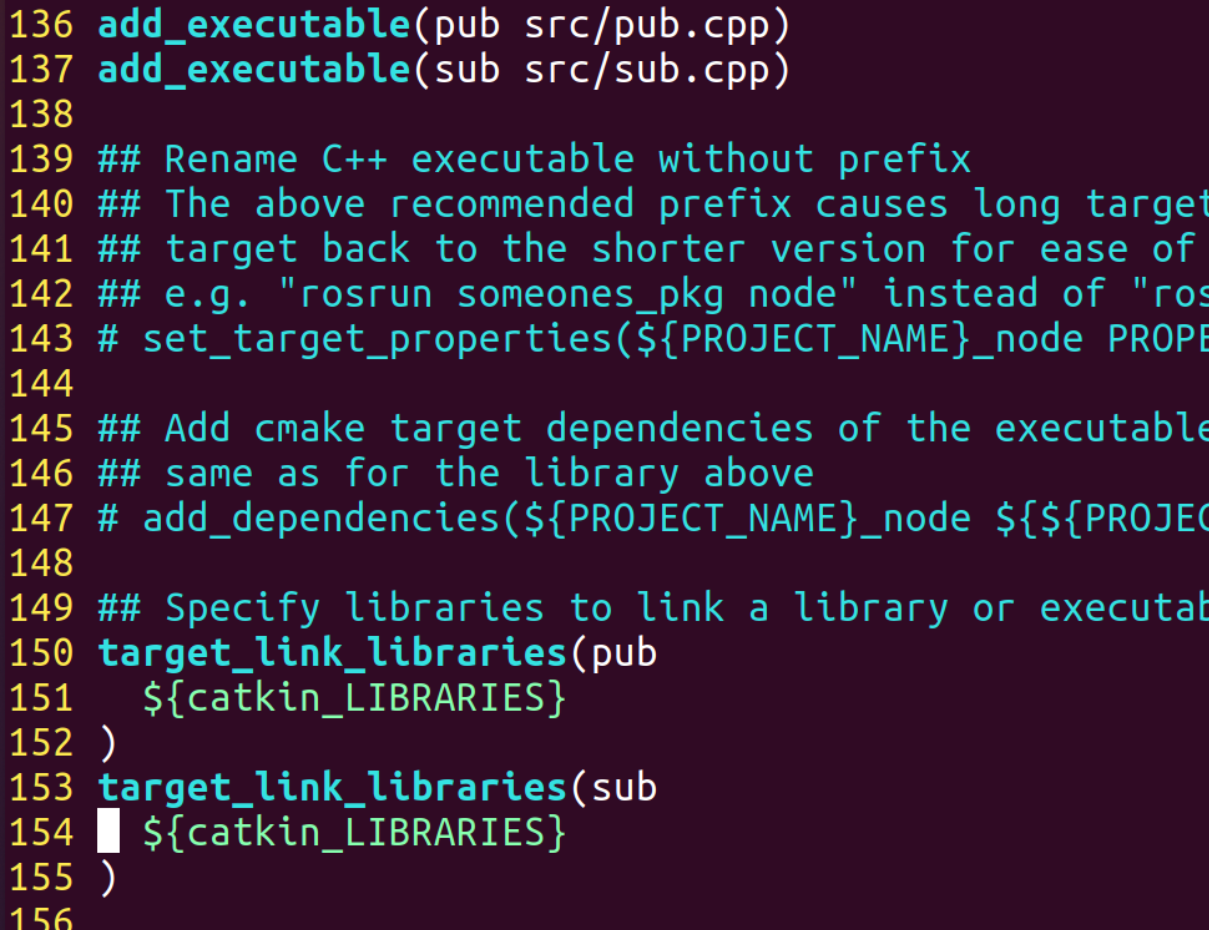 136 add_executable(pub src/pub.cpp)
137 add_executable(sub src/sub.cpp)
138
139 ## Rename C++ executable without prefix
140 ## The above recommended prefix causes long target
141 ## target back to the shorter version for ease of
142 ## e.g. "rosrun someones_pkg node" instead of "ros
143 # set_target_properties(${PROJECT_NAME}_node PROPE
144
145 ## Add cmake target dependencies of the executable
146 ## same as for the library above
147 # add_dependencies(${PROJECT_NAME}_node ${${PROJEC
148
149 ## Specify libraries to link a library or executab
150 target_link_libraries(pub
151   ${catkin_LIBRARIES}
152 )
153 target_link_libraries(sub
154   ${catkin_LIBRARIES}
155 )
156